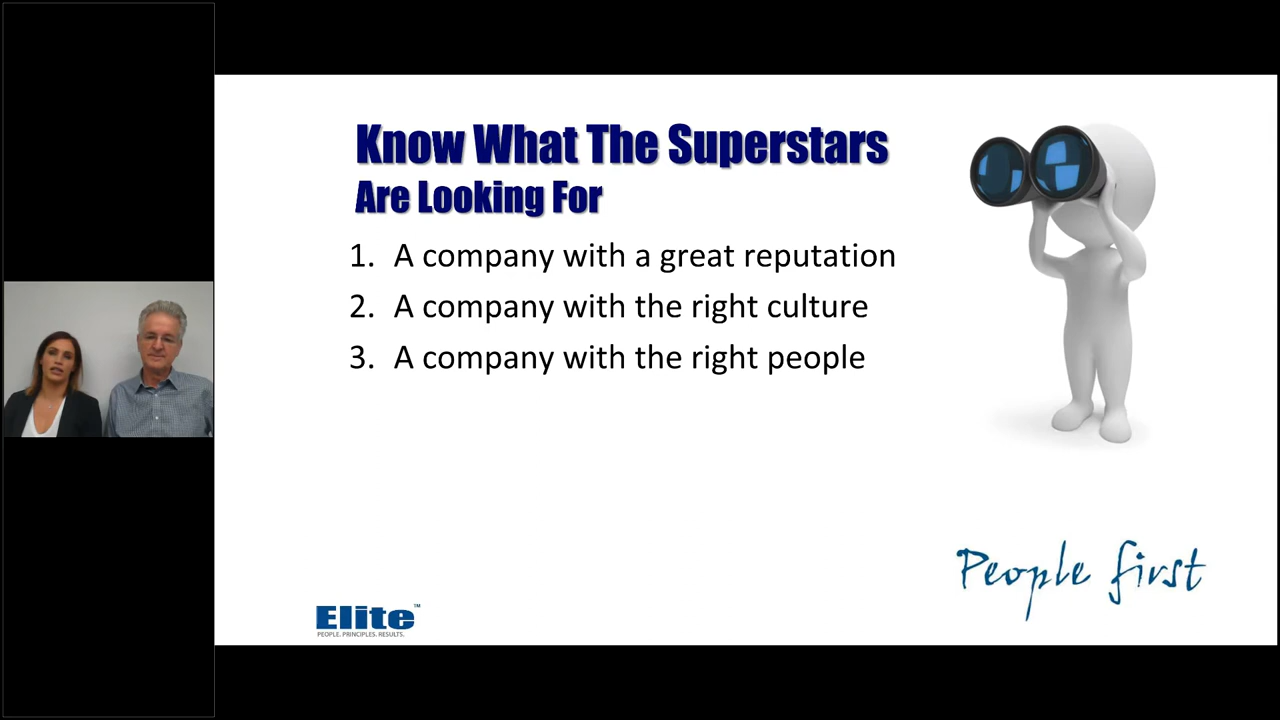 Know What The Superstars
Are Looking For
1. A company with a great reputation
2. A company with the right culture
3. A company with the right people
People first
Elite™
PEOPLE. PRINCIPLES. RESULTS.